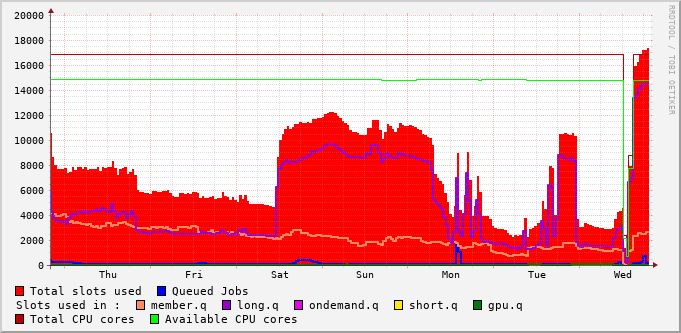 20000
18000
16000
14000
12000
10000
8000
6000
4000
2000
0
Thu Fri Sat Sun Mon Tue Wed
RRDTOOL / TOBI OETIKER
Total slots used Queued Jobs
Slots used in : member.q long.q ondemand.q short.q gpu.q
Total CPU cores Available CPU cores